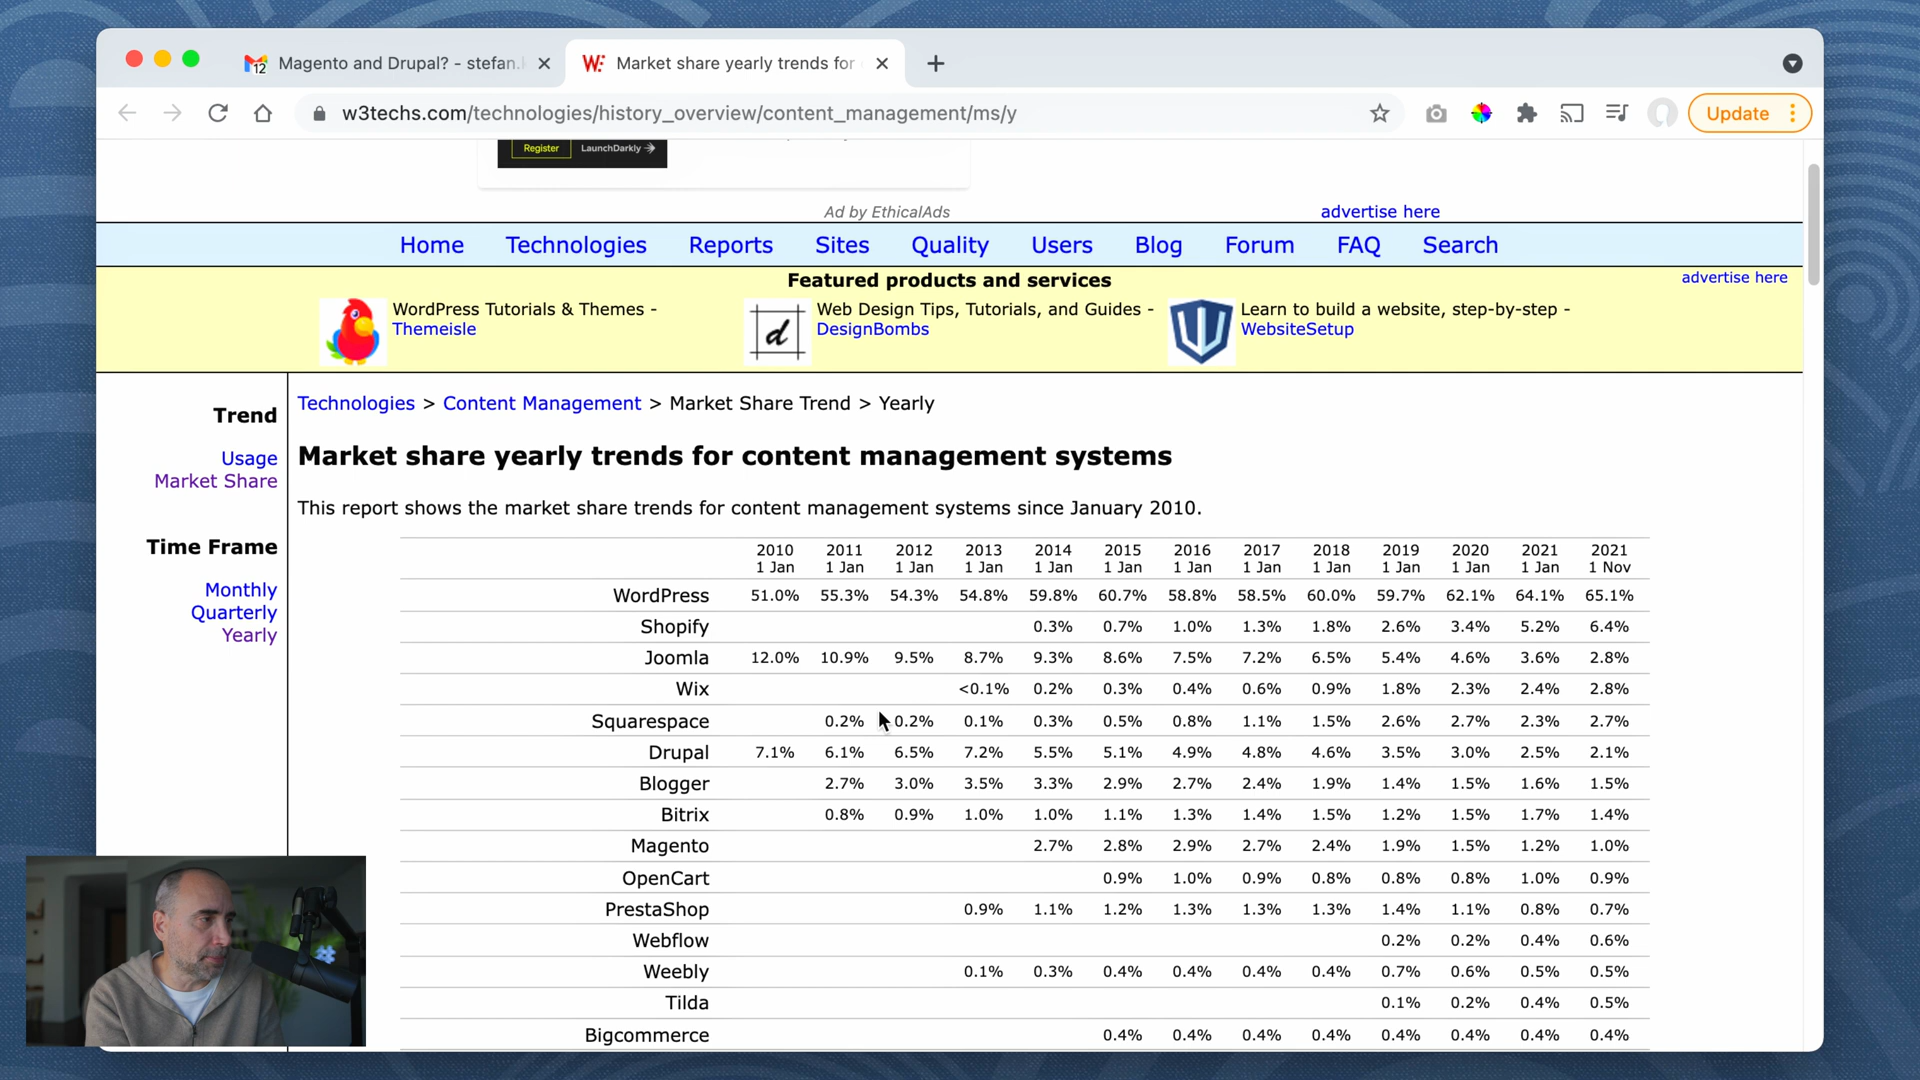 12
Magento and Drupal? - stefan.
Market share yearly trends for
w3techs.com/technologies/history_overview/content_management/ms/y
Update
Register LaunchDarkly →
Ad by EthicalAds
advertise here
Home Technologies Reports Sites Quality Users Blog Forum FAQ Search
Featured products and services
advertise here
WordPress Tutorials & Themes -
Themeisle
d
Web Design Tips, Tutorials, and Guides -
DesignBombs
Learn to build a website, step-by-step -
WebsiteSetup
Trend
Usage
Market Share
Time Frame
Monthly
Quarterly
Yearly
Technologies > Content Management > Market Share Trend > Yearly
Market share yearly trends for content management systems
This report shows the market share trends for content management systems since January 2010.
2010 2011 2012 2013 2014 2015 2016 2017 2018 2019 2020 2021 2021
1 Jan 1 Jan 1 Jan 1 Jan 1 Jan 1 Jan 1 Jan 1 Jan 1 Jan 1 Jan 1 Jan 1 Jan 1 Nov
WordPress 51.0% 55.3% 54.3% 54.8% 59.8% 60.7% 58.8% 58.5% 60.0% 59.7% 62.1% 64.1% 65.1%
Shopify 0.3% 0.7% 1.0% 1.3% 1.8% 2.6% 3.4% 5.2% 6.4%
Joomla 12.0% 10.9% 9.5% 8.7% 9.3% 8.6% 7.5% 7.2% 6.5% 5.4% 4.6% 3.6% 2.8%
Wix <0.1% 0.2% 0.3% 0.4% 0.6% 0.9% 1.8% 2.3% 2.4% 2.8%
Squarespace 0.2% 0.2% 0.1% 0.3% 0.5% 0.8% 1.1% 1.5% 2.6% 2.7% 2.3% 2.7%
Drupal 7.1% 6.1% 6.5% 7.2% 5.5% 5.1% 4.9% 4.8% 4.6% 3.5% 3.0% 2.5% 2.1%
Blogger 2.7% 3.0% 3.5% 3.3% 2.9% 2.7% 2.4% 1.9% 1.4% 1.5% 1.6% 1.5%
Bitrix 0.8% 0.9% 1.0% 1.0% 1.1% 1.3% 1.4% 1.5% 1.2% 1.5% 1.7% 1.4%
Magento 2.7% 2.8% 2.9% 2.7% 2.4% 1.9% 1.5% 1.2% 1.0%
OpenCart 0.9% 1.0% 0.9% 0.8% 0.8% 0.8% 1.0% 0.9%
PrestaShop 0.9% 1.1% 1.2% 1.3% 1.3% 1.3% 1.4% 1.1% 0.8% 0.7%
Webflow 0.2% 0.2% 0.4% 0.6%
Weebly 0.1% 0.3% 0.4% 0.4% 0.4% 0.4% 0.7% 0.6% 0.5% 0.5%
Tilda 0.1% 0.2% 0.4% 0.5%
Bigcommerce 0.4% 0.4% 0.4% 0.4% 0.4% 0.4% 0.4% 0.4%